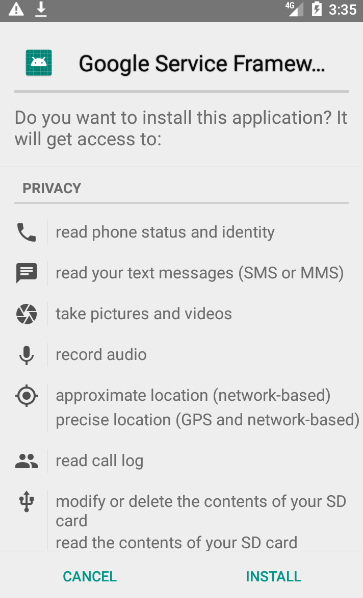 4G 3:35
Google Service Framew...
Do you want to install this application? It
will get access to:
PRIVACY
read phone status and identity
read your text messages (SMS or MMS)
take pictures and videos
record audio
approximate location (network-based)
precise location (GPS and network-based)
read call log
modify or delete the contents of your SD
card
read the contents of your SD card
CANCEL INSTALL